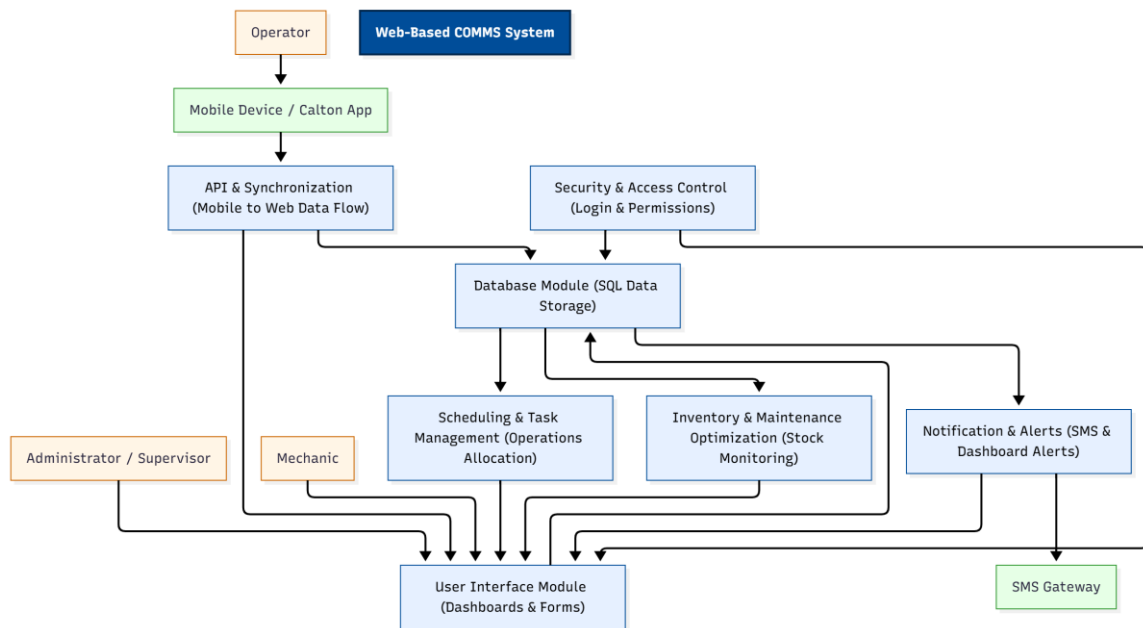 Operator
Web-Based COMMS System
Mobile Device / Calton App
API & Synchronization
(Mobile to Web Data Flow)
Security & Access Control
(Login & Permissions)
Database Module (SQL Data
Storage)
Scheduling & Task
Management (Operations
Allocation)
Inventory & Maintenance
Optimization (Stock
Monitoring)
Notification & Alerts (SMS &
Dashboard Alerts)
Administrator / Supervisor
Mechanic
User Interface Module
(Dashboards & Forms)
SMS Gateway